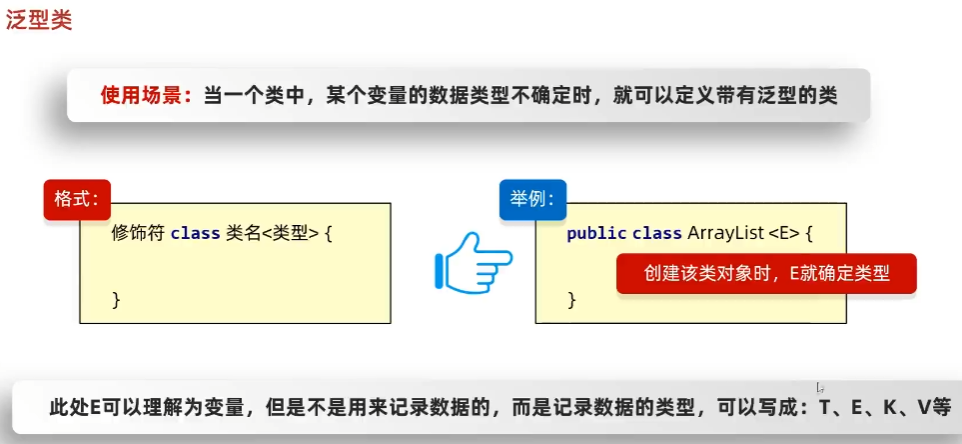 泛型类
使用场景：当一个类中，某个变量的数据类型不确定时，就可以定义带有泛型的类
格式：
修饰符 class 类名<类型> {
}
举例：
public class ArrayList <E> {
创建该类对象时，E就确定类型
}
此处E可以理解为变量，但是不是用来记录数据的，而是记录数据的类型，可以写成：T、E、K、V等